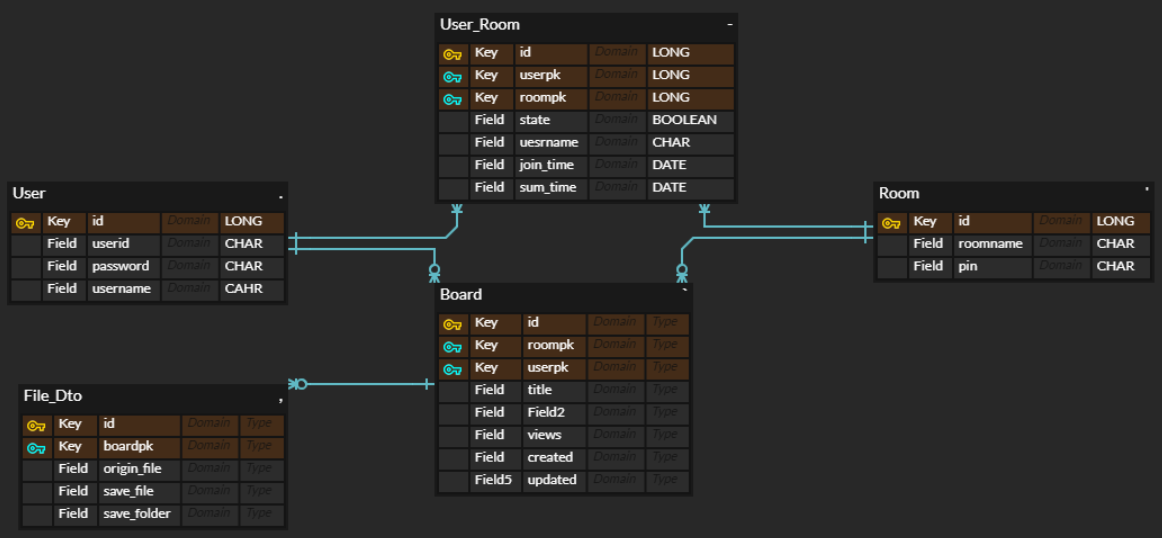 User_Room -
Key id Domain LONG
Key userpk Domain LONG
Key roompk Domain LONG
Field state Domain BOOLEAN
Field uesrname Domain CHAR
Field join_time Domain DATE
Field sum_time Domain DATE
User .
Key id Domain LONG
Field userid Domain CHAR
Field password Domain CHAR
Field username Domain CAHR
Room '
Key id Domain LONG
Field roomname Domain CHAR
Field pin Domain CHAR
Board `
Key id Domain Type
Key roompk Domain Type
Key userpk Domain Type
Field title Domain Type
Field Field2 Domain Type
Field views Domain Type
Field created Domain Type
Field5 updated Domain Type
File_Dto ,
Key id Domain Type
Key boardpk Domain Type
Field origin_file Domain Type
Field save_file Domain Type
Field save_folder Domain Type